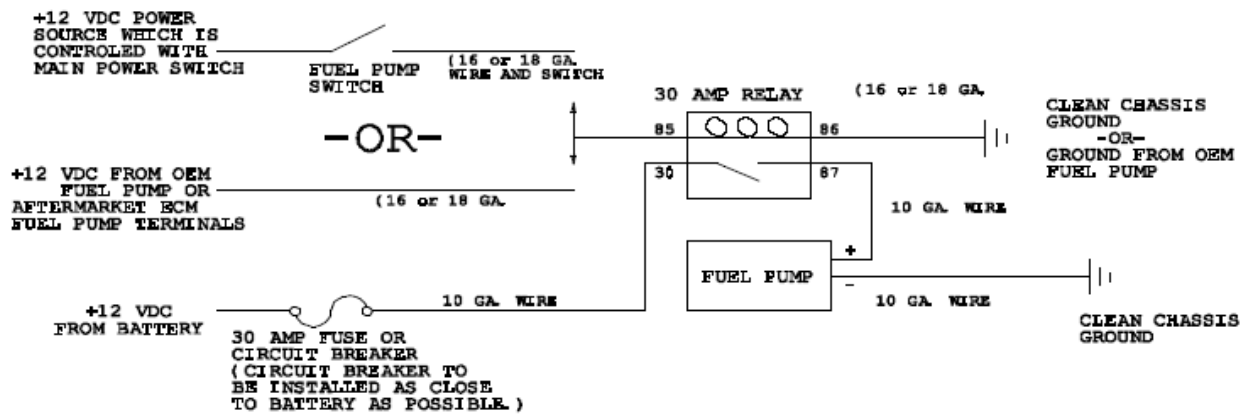 +12 VDC POWER
SOURCE WHICH IS
CONTROLED WITH
MAIN POWER SWITCH
FUEL PUMP
SWITCH
(16 or 18 GA.
WIRE AND SWITCH
-OR-
+12 VDC FROM OEM
FUEL PUMP OR
AFTERMARKET ECM
FUEL PUMP TERMINALS
(16 or 18 GA.
30 AMP RELAY
85
86
30
87
(16 or 18 GA.
CLEAN CHASSIS
GROUND
-OR-
GROUND FROM OEM
FUEL PUMP
10 GA. WIRE
FUEL PUMP
+
-
10 GA. WIRE
CLEAN CHASSIS
GROUND
+12 VDC
FROM BATTERY
10 GA. WIRE
30 AMP FUSE OR
CIRCUIT BREAKER
( CIRCUIT BREAKER TO
BE INSTALLED AS CLOSE
TO BATTERY AS POSSIBLE. )